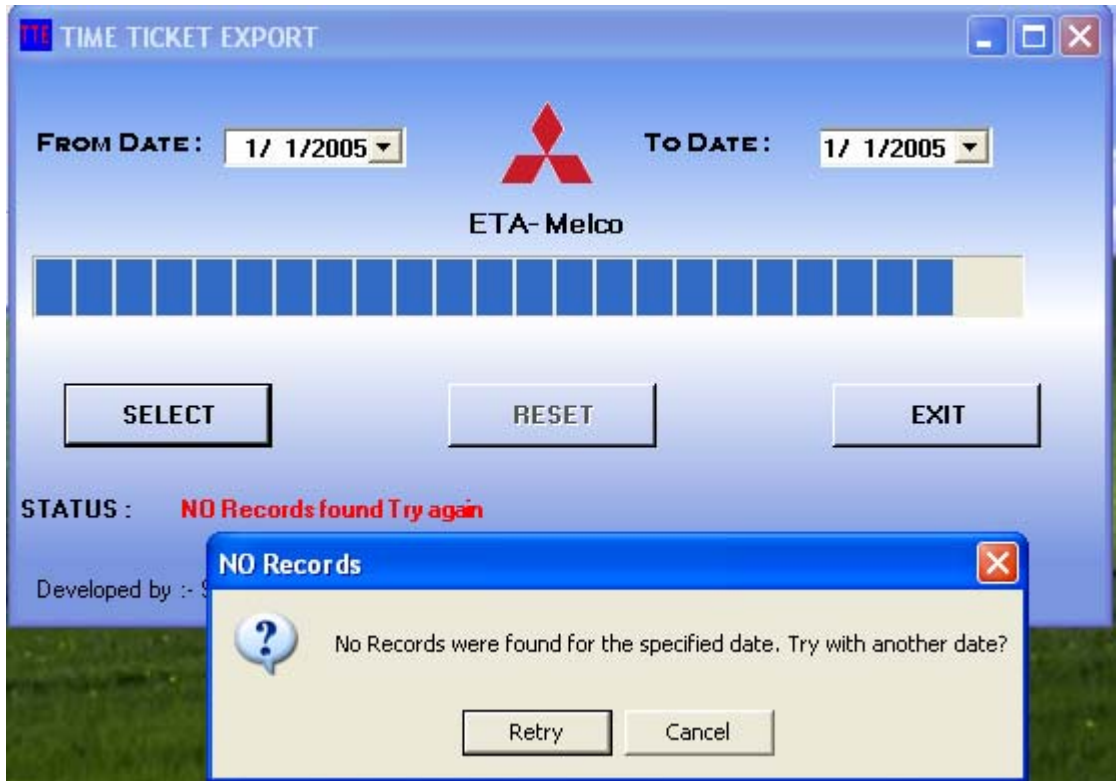 TTE TIME TICKET EXPORT
FROM DATE : 1/ 1/2005 TO DATE : 1/ 1/2005
ETA-Melco
SELECT RESET EXIT
STATUS : NO Records found Try again
NO Records
Developed by :-
No Records were found for the specified date. Try with another date?
Retry Cancel